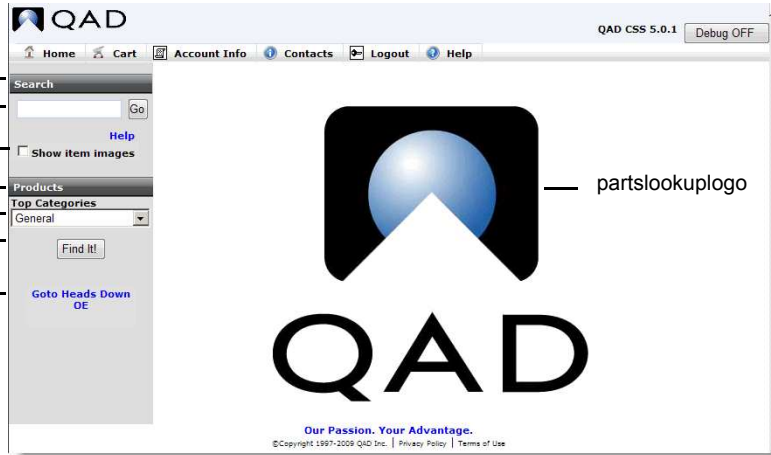 QAD
QAD CSS 5.0.1
Debug OFF
Home
Cart
Account Info
Contacts
Logout
Help
Search
Go
Help
Show item images
Products
Top Categories
General
Find It!
Goto Heads Down
OE
partslookuplogo
QAD
Our Passion. Your Advantage.
©Copyright 1997-2009 QAD Inc. | Privacy Policy | Terms of Use